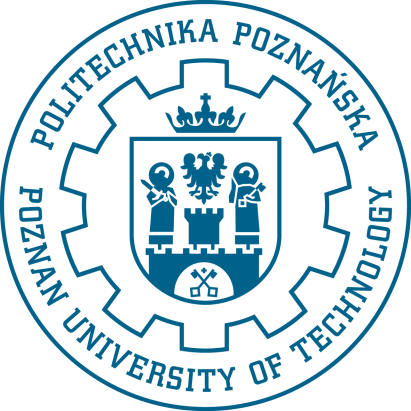 POLITECHNIKA POZNAŃSKA
POZNAN UNIVERSITY OF TECHNOLOGY